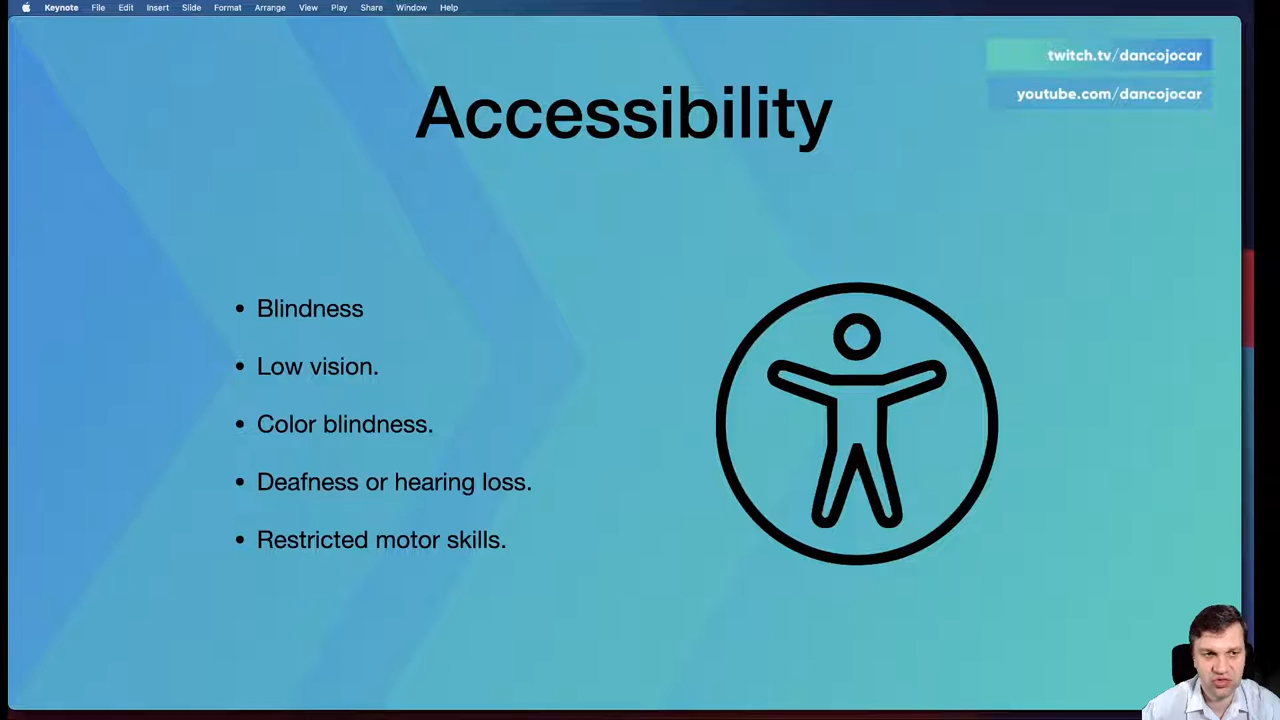 Keynote File Edit Insert Slide Format Arrange View Play Share Window Help
twitch.tv/dancojocar
youtube.com/dancojocar
Accessibility
• Blindness
• Low vision.
• Color blindness.
• Deafness or hearing loss.
• Restricted motor skills.